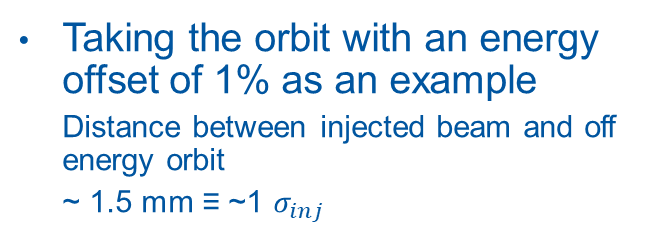 • Taking the orbit with an energy
offset of 1% as an example
Distance between injected beam and off
energy orbit
~ 1.5 mm ≡ ~1 𝜎𝑖𝑛𝑗